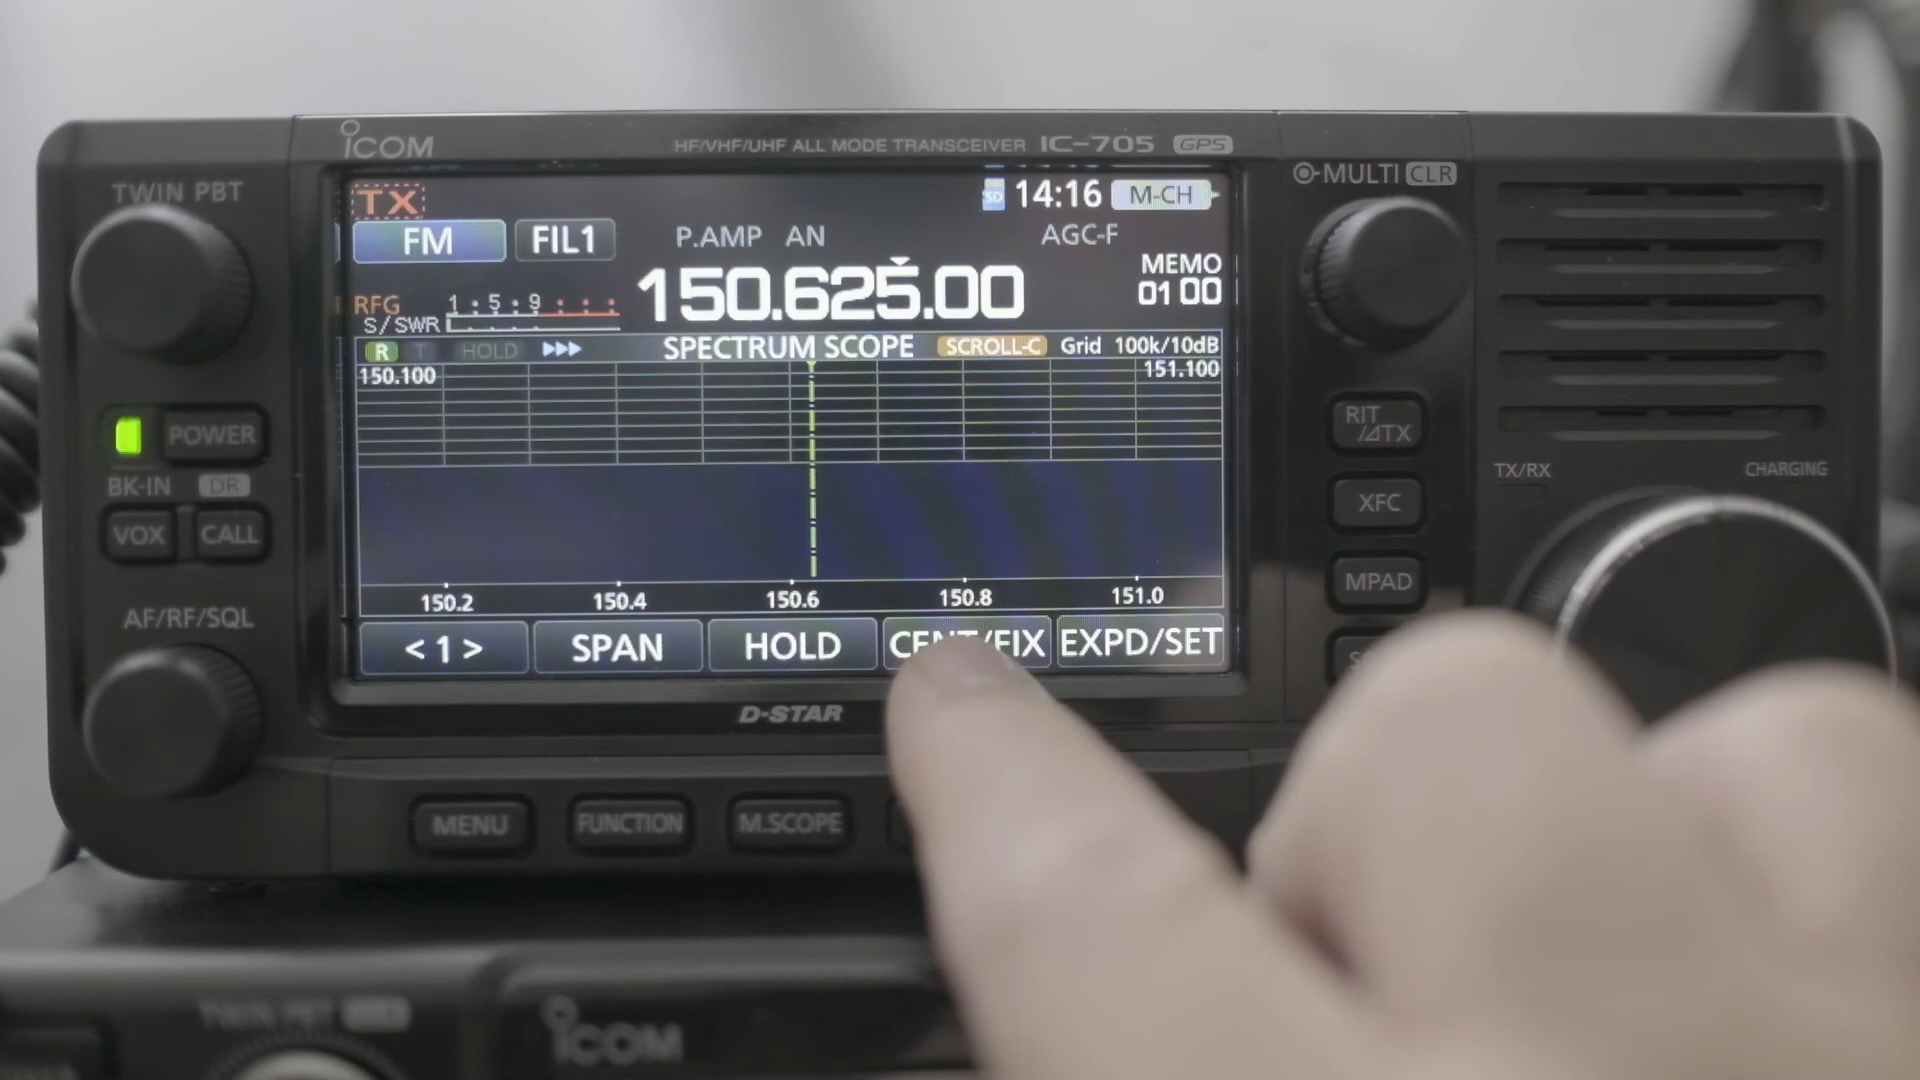 ICOM
HF/VHF/UHF ALL MODE TRANSCEIVER IC-705 GPS
TWIN PBT
MULTI CLR
TX
SD 14:16 M-CH
FM FIL1 P.AMP AN AGC-F
150.625.00
MEMO
01 00
RFG 1 : 5 : 9
S/SWR
R T HOLD SPECTRUM SCOPE SCROLL-C Grid 100k/10dB
150.100 151.100
150.2 150.4 150.6 150.8 151.0
< 1 > SPAN HOLD CENT/FIX EXPD/SET
D-STAR
POWER
BK-IN DR
VOX CALL
AF/RF/SQL
RIT
/⊿TX
XFC
MPAD
TX/RX CHARGING
MENU FUNCTION M.SCOPE
TWIN PBT
ICOM